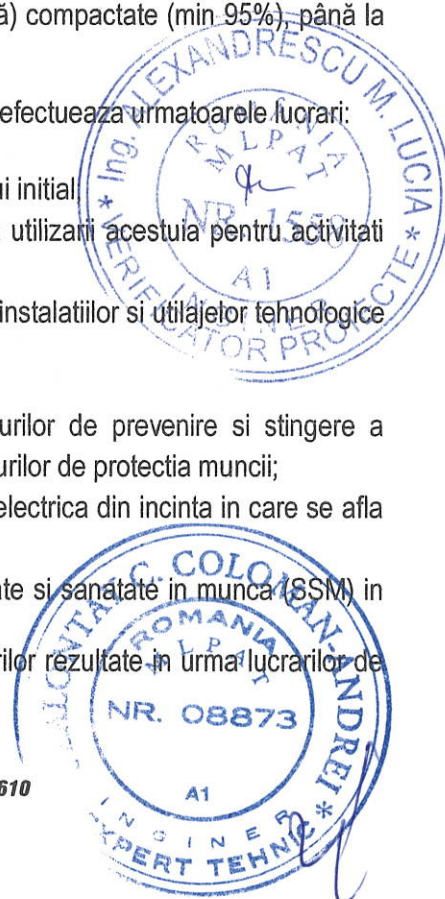 ă) compactate (min 95%), până la
efectueaza urmatoarele lucrari:
ui initial;
utilizarii acestuia pentru activitati
instalatiilor si utilajelor tehnologice
urilor de prevenire si stingere a
urilor de protectia muncii;
electrica din incinta in care se afla
ate si sanatate in munca (SSM) in
rilor rezultate in urma lucrarilor de
610
* Ing. ALEXANDRESCU M. LUCIA *
VERIFICATOR PROIECTE
ROMANIA
MLPAT
A1
INGINER
C. COLOMAN-ANDREI *
EXPERT TEHNIC
ROMANIA
MLPAT
NR. 08873
A1
INGINER